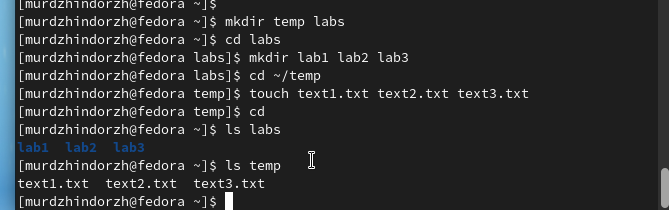 [murdzhindorzh@fedora ~]$
[murdzhindorzh@fedora ~]$ mkdir temp labs
[murdzhindorzh@fedora ~]$ cd labs
[murdzhindorzh@fedora labs]$ mkdir lab1 lab2 lab3
[murdzhindorzh@fedora labs]$ cd ~/temp
[murdzhindorzh@fedora temp]$ touch text1.txt text2.txt text3.txt
[murdzhindorzh@fedora temp]$ cd
[murdzhindorzh@fedora ~]$ ls labs
lab1 lab2 lab3
[murdzhindorzh@fedora ~]$ ls temp
text1.txt text2.txt text3.txt
[murdzhindorzh@fedora ~]$